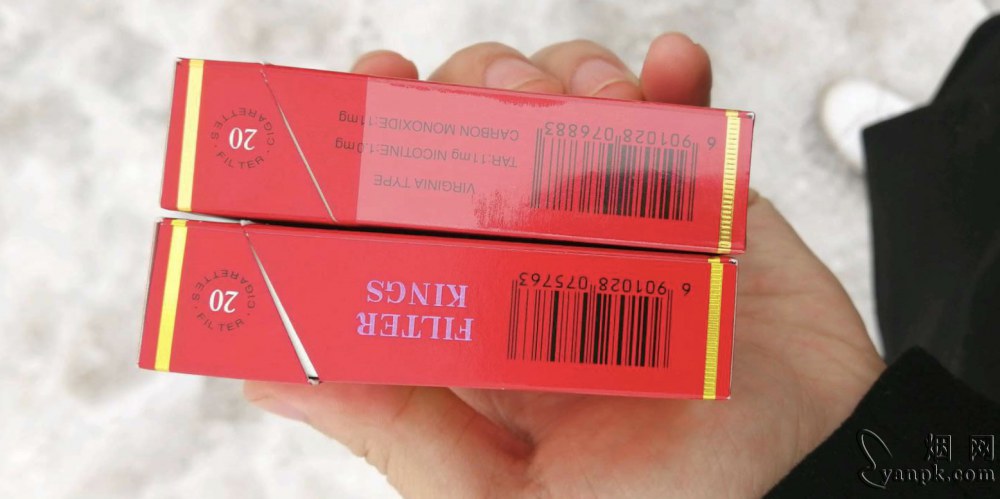 20
CIGARETTES · FILTER ·
VIRGINIA TYPE
TAR:11mg NICOTINE:1.0mg
CARBON MONOXIDE:11mg
6 901028 076883
20
CIGARETTES · FILTER ·
FILTER
KINGS
6 901028 075763
烟网
yanpk.com